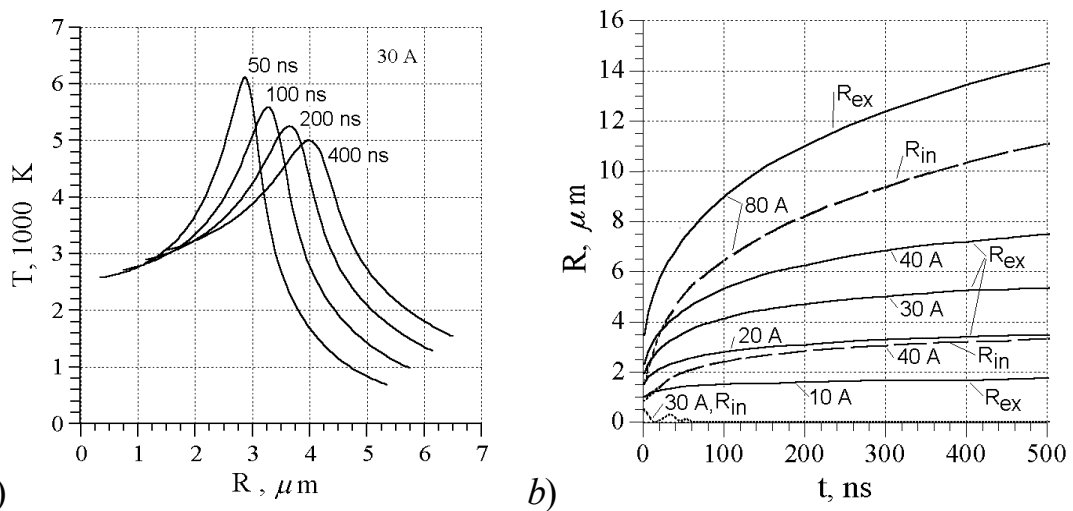 7
6
5
4
3
2
1
0
T, 1000 K
30 A
50 ns
100 ns
200 ns
400 ns
0 1 2 3 4 5 6 7
R , μm
)
16
14
12
10
8
6
4
2
0
R, μm
R_ex
R_in
80 A
40 A
R_ex
30 A
20 A
40 A
R_in
10 A
R_ex
30 A, R_in
0 100 200 300 400 500
t, ns
b)